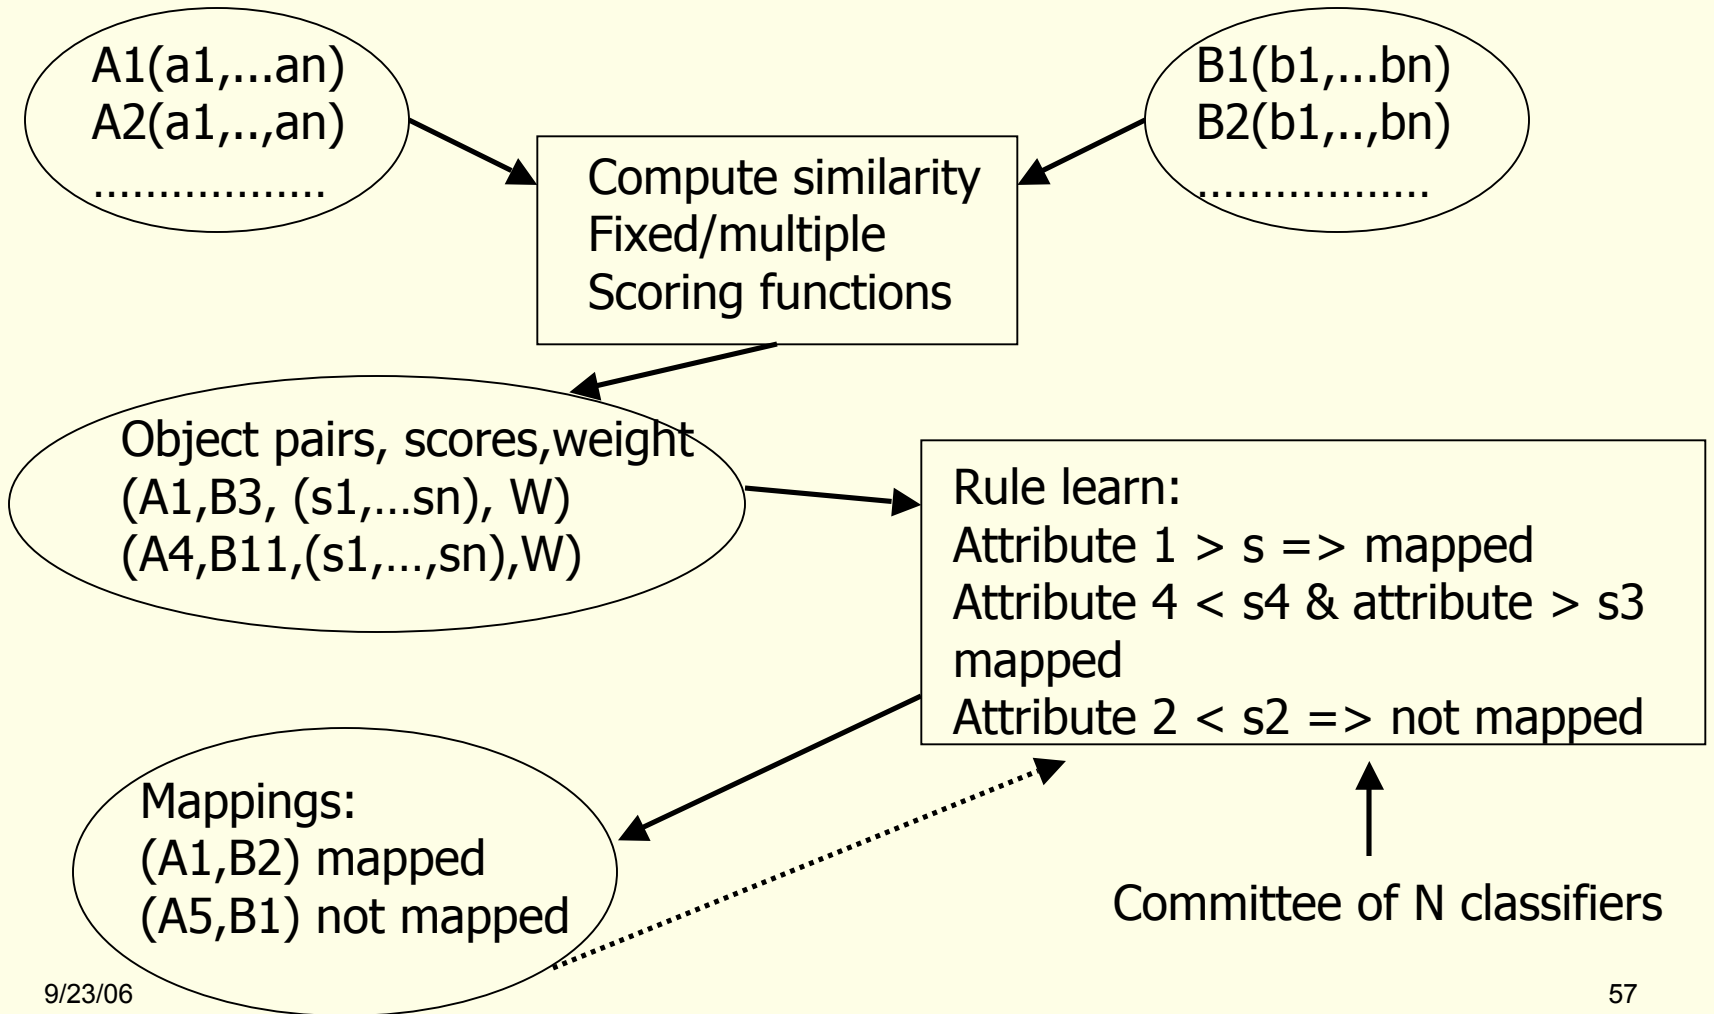 A1(a1,...an)
A2(a1,..,an)
..................
B1(b1,...bn)
B2(b1,..,bn)
..................
Compute similarity
Fixed/multiple
Scoring functions
Object pairs, scores,weight
(A1,B3, (s1,…sn), W)
(A4,B11,(s1,…,sn),W)
Rule learn:
Attribute 1 > s => mapped
Attribute 4 < s4 & attribute > s3
mapped
Attribute 2 < s2 => not mapped
Mappings:
(A1,B2) mapped
(A5,B1) not mapped
Committee of N classifiers
9/23/06
57